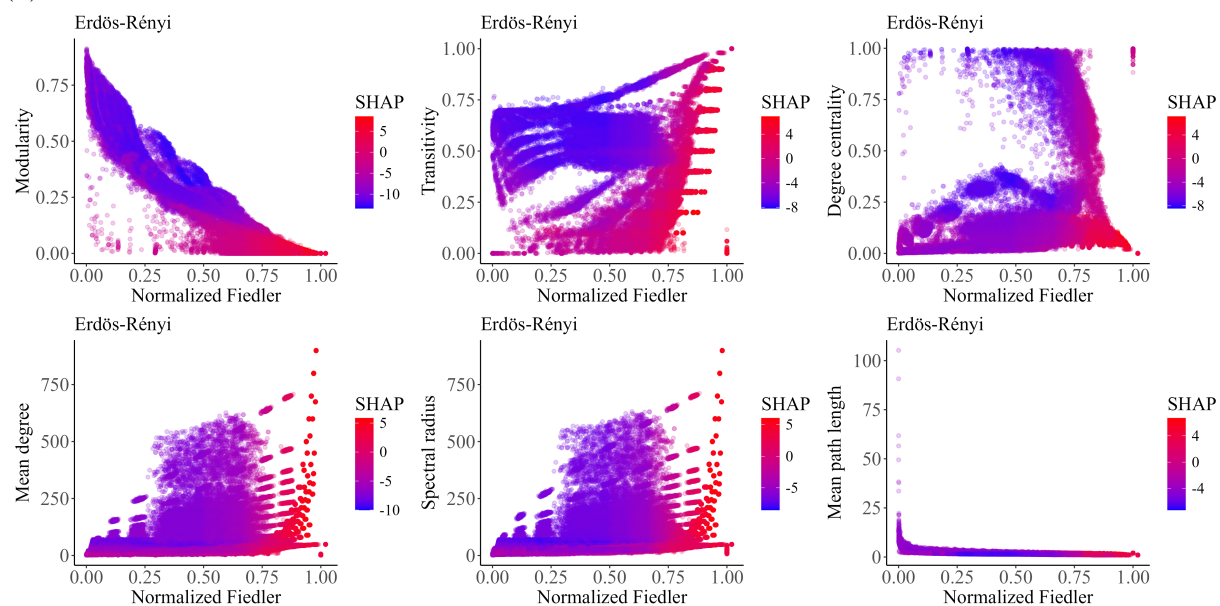 Erdös-Rényi
Modularity
0.75
0.50
0.25
0.00
0.00 0.25 0.50 0.75 1.00
Normalized Fiedler
SHAP
5
0
-5
-10
Erdös-Rényi
Transitivity
1.00
0.75
0.50
0.25
0.00
0.00 0.25 0.50 0.75 1.00
Normalized Fiedler
SHAP
4
0
-4
-8
Erdös-Rényi
Degree centrality
1.00
0.75
0.50
0.25
0.00
0.00 0.25 0.50 0.75 1.00
Normalized Fiedler
SHAP
4
0
-4
-8
Erdös-Rényi
Mean degree
750
500
250
0
0.00 0.25 0.50 0.75 1.00
Normalized Fiedler
SHAP
5
0
-5
-10
Erdös-Rényi
Spectral radius
750
500
250
0
0.00 0.25 0.50 0.75 1.00
Normalized Fiedler
SHAP
5
0
-5
Erdös-Rényi
Mean path length
100
75
50
25
0
0.00 0.25 0.50 0.75 1.00
Normalized Fiedler
SHAP
4
0
-4